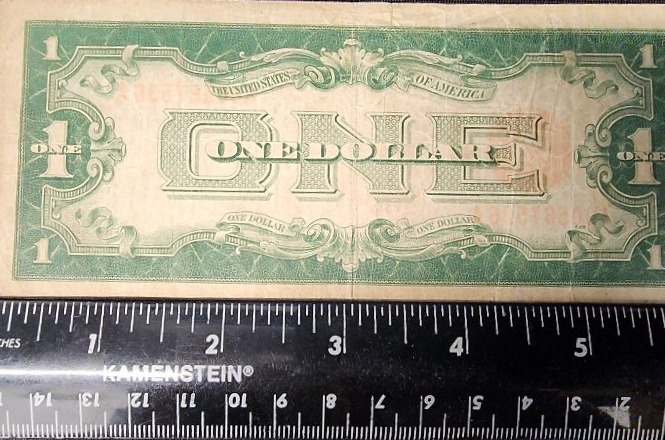 1 1
THE UNITED STATES OF AMERICA
ONE
1 ONE 1 ONE
ONE DOLLAR
ONE DOLLAR ONE DOLLAR
1 1
1 2 3 4 5
KAMENSTEIN®
14 13 12 11 10 9 8 7 6 5 4 3 2